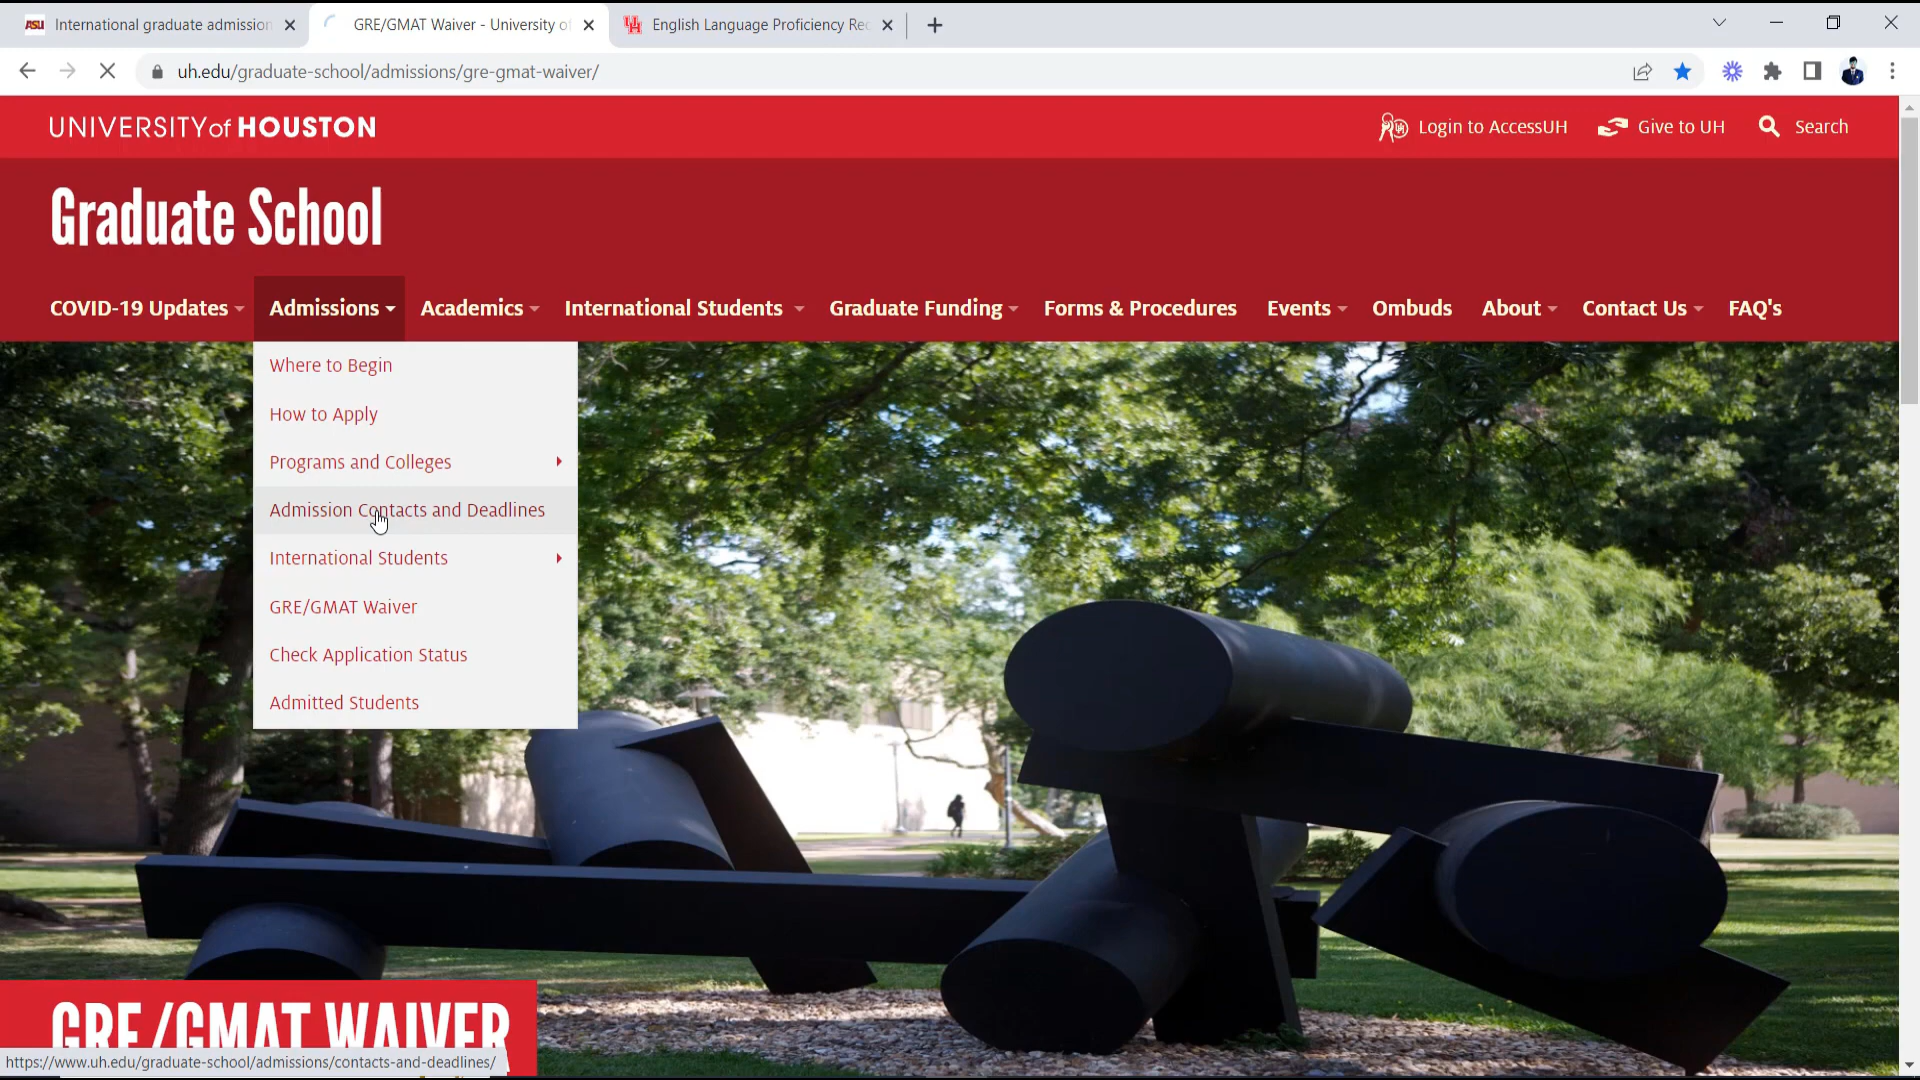 International graduate admission
GRE/GMAT Waiver - University of
English Language Proficiency Rec
uh.edu/graduate-school/admissions/gre-gmat-waiver/
UNIVERSITY of HOUSTON
Login to AccessUH
Give to UH
Search
Graduate School
COVID-19 Updates
Admissions
Academics
International Students
Graduate Funding
Forms & Procedures
Events
Ombuds
About
Contact Us
FAQ's
Where to Begin
How to Apply
Programs and Colleges
Admission Contacts and Deadlines
International Students
GRE/GMAT Waiver
Check Application Status
Admitted Students
GRE/GMAT WAIVER
https://www.uh.edu/graduate-school/admissions/contacts-and-deadlines/